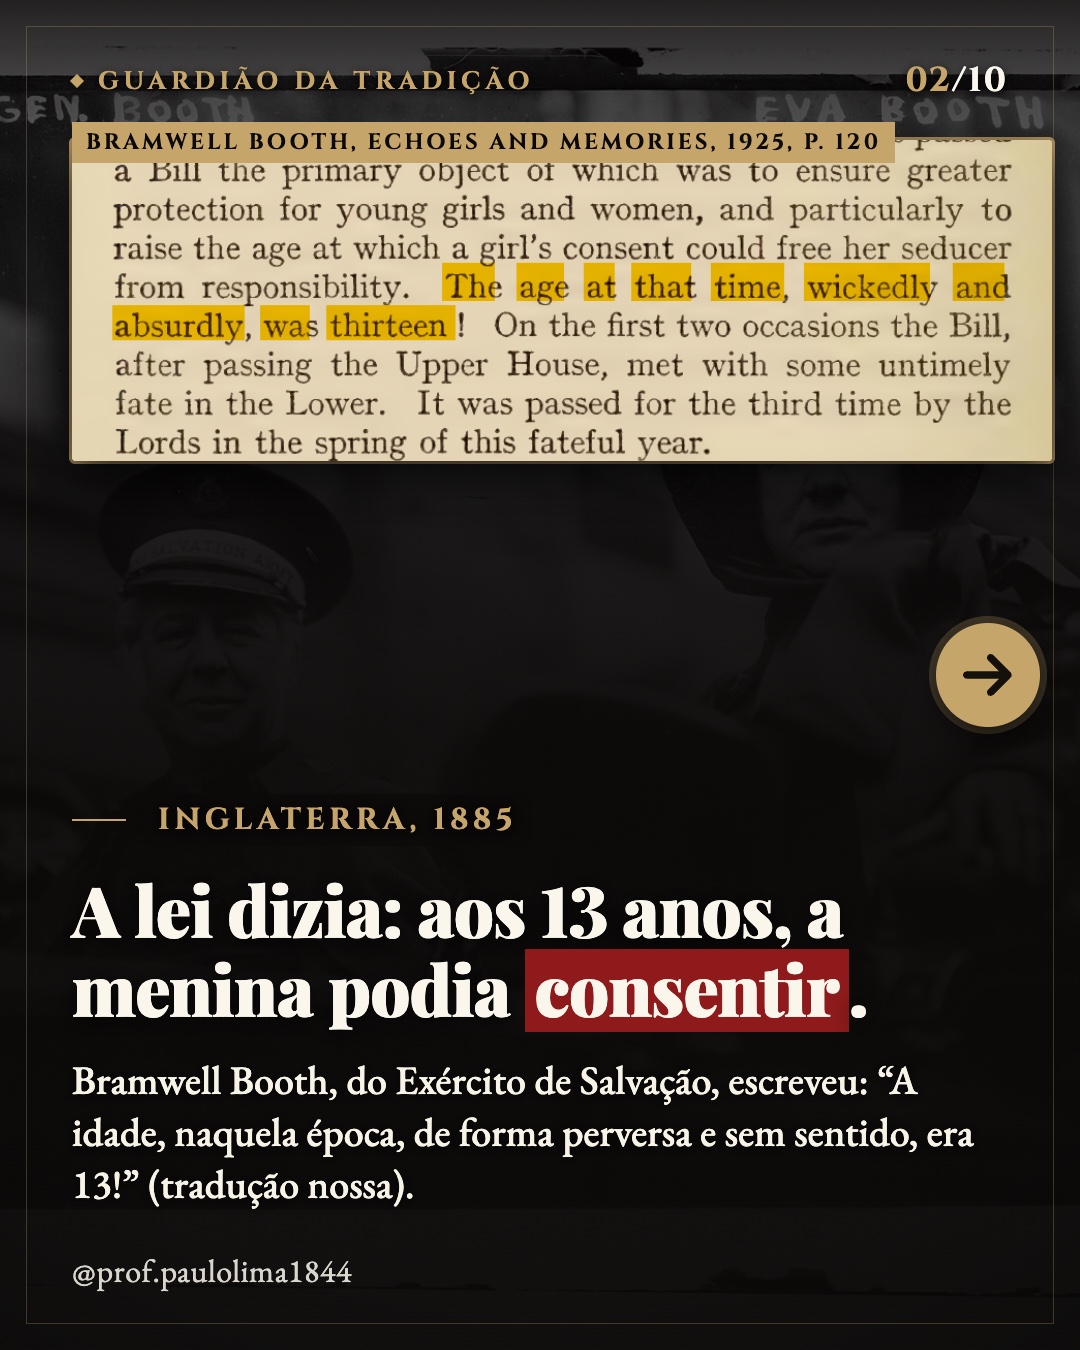 ◆ GUARDIÃO DA TRADIÇÃO
02/10
GEN. BOOTH
EVA BOOTH
BRAMWELL BOOTH, ECHOES AND MEMORIES, 1925, P. 120
passed
a Bill the primary object of which was to ensure greater
protection for young girls and women, and particularly to
raise the age at which a girl's consent could free her seducer
from responsibility. The age at that time, wickedly and
absurdly, was thirteen! On the first two occasions the Bill,
after passing the Upper House, met with some untimely
fate in the Lower. It was passed for the third time by the
Lords in the spring of this fateful year.
SALVATION ARMY
INGLATERRA, 1885
A lei dizia: aos 13 anos, a
menina podia consentir.
Bramwell Booth, do Exército de Salvação, escreveu: “A
idade, naquela época, de forma perversa e sem sentido, era
13!” (tradução nossa).
@prof.paulolima1844